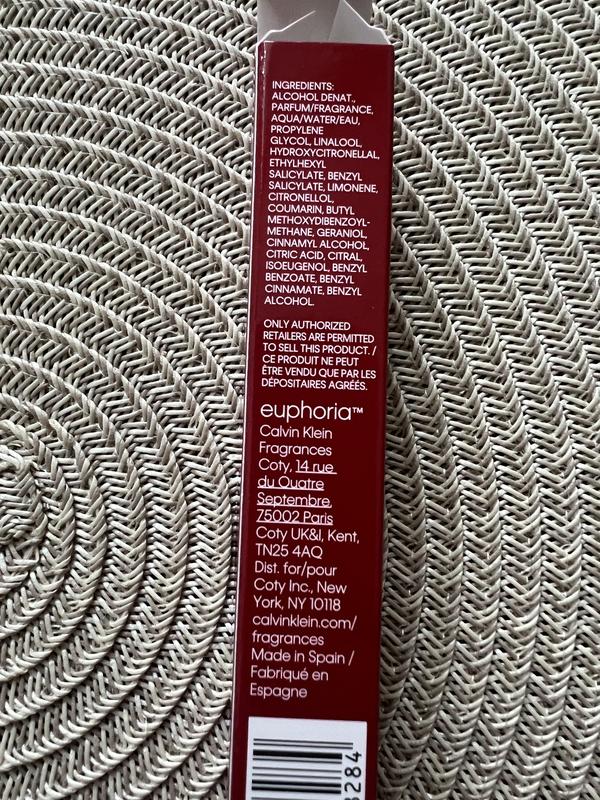 INGREDIENTS:
ALCOHOL DENAT.,
PARFUM/FRAGRANCE,
AQUA/WATER/EAU,
PROPYLENE
GLYCOL, LINALOOL,
HYDROXYCITRONELLAL,
ETHYLHEXYL
SALICYLATE, BENZYL
SALICYLATE, LIMONENE,
CITRONELLOL,
COUMARIN, BUTYL
METHOXYDIBENZOYL-
METHANE, GERANIOL,
CINNAMYL ALCOHOL,
CITRIC ACID, CITRAL,
ISOEUGENOL, BENZYL
BENZOATE, BENZYL
CINNAMATE, BENZYL
ALCOHOL.
ONLY AUTHORIZED
RETAILERS ARE PERMITTED
TO SELL THIS PRODUCT. /
CE PRODUIT NE PEUT
ÊTRE VENDU QUE PAR LES
DÉPOSITAIRES AGRÉÉS.
euphoria™
Calvin Klein
Fragrances
Coty, 14 rue
du Quatre
Septembre,
75002 Paris
Coty UK&I, Kent,
TN25 4AQ
Dist. for/pour
Coty Inc., New
York, NY 10118
calvinklein.com/
fragrances
Made in Spain /
Fabriqué en
Espagne
3284